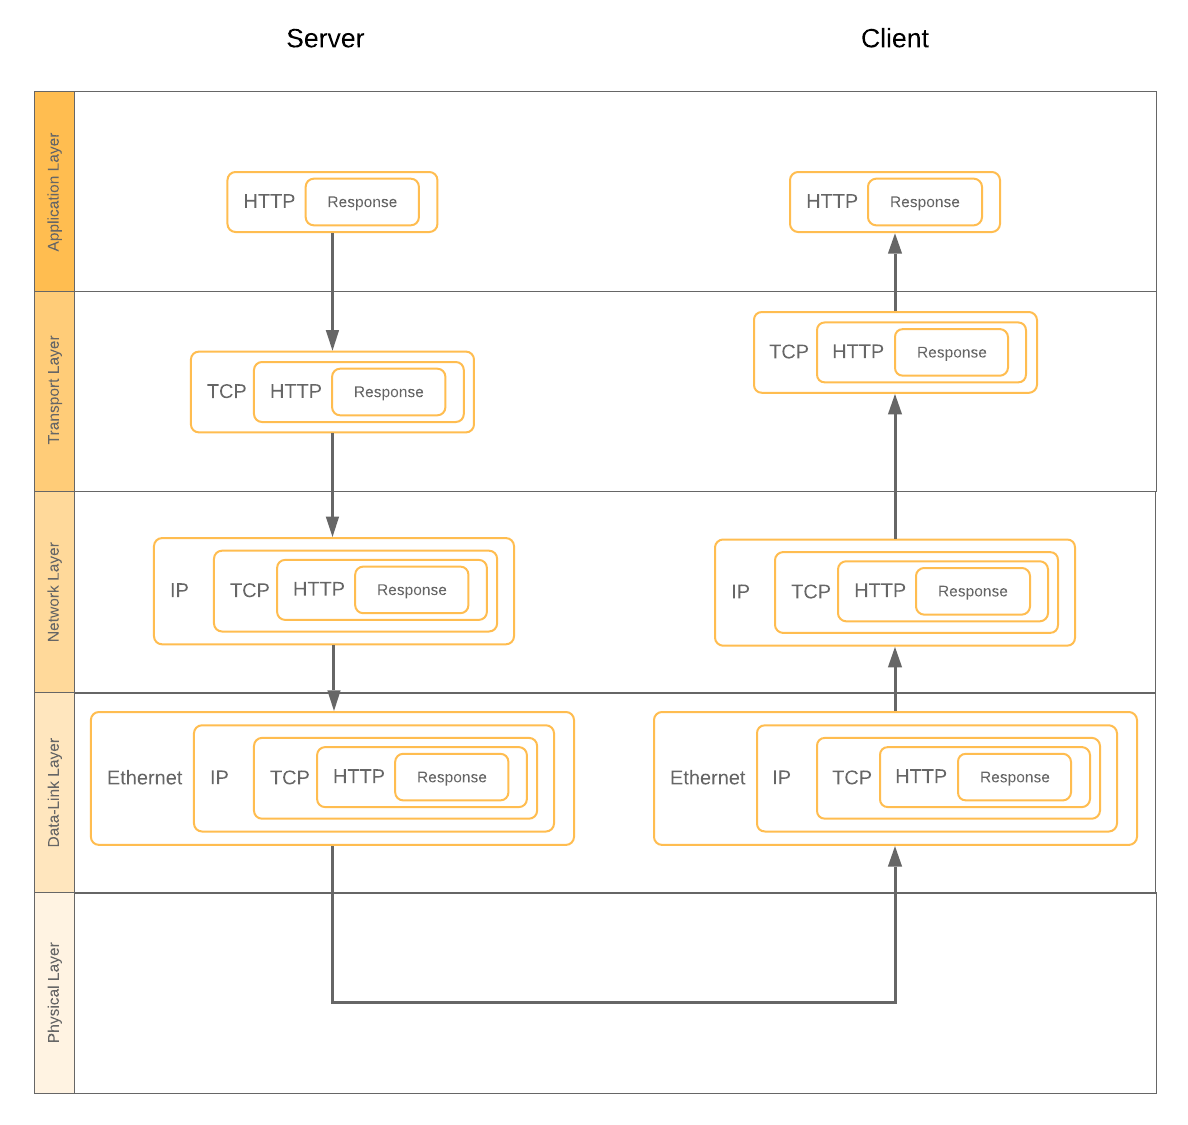 Server
Client
Application Layer
HTTP
Response
HTTP
Response
Transport Layer
TCP
HTTP
Response
TCP
HTTP
Response
Network Layer
IP
TCP
HTTP
Response
IP
TCP
HTTP
Response
Data-Link Layer
Ethernet
IP
TCP
HTTP
Response
Ethernet
IP
TCP
HTTP
Response
Physical Layer